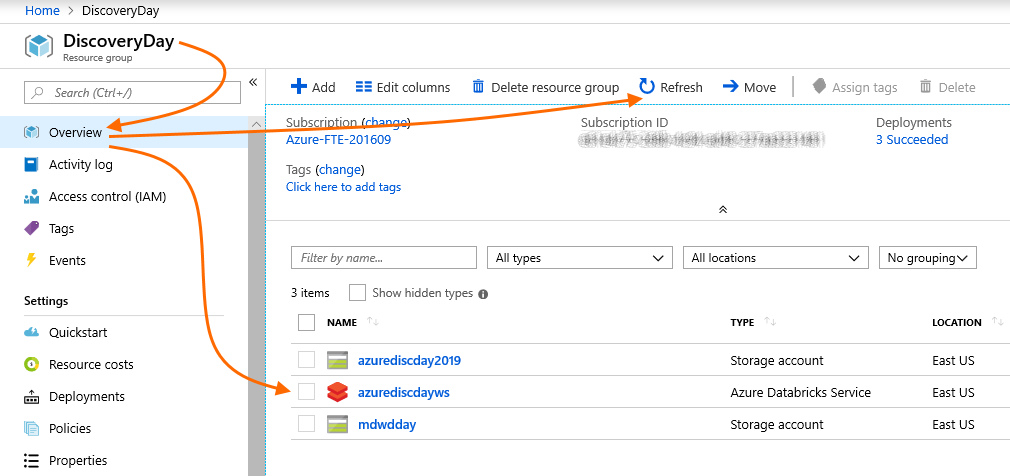 Home > DiscoveryDay
DiscoveryDay
Resource group
Search (Ctrl+/)
«
Overview
Activity log
Access control (IAM)
Tags
Events
Settings
Quickstart
Resource costs
Deployments
Policies
Properties
Add Edit columns Delete resource group Refresh Move Assign tags Delete
Subscription (change) Subscription ID Deployments
Azure-FTE-201609 3 Succeeded
Tags (change)
Click here to add tags
Filter by name... All types All locations No grouping
3 items Show hidden types
NAME TYPE LOCATION
azurediscday2019 Storage account East US
azurediscdayws Azure Databricks Service East US
mdwdday Storage account East US